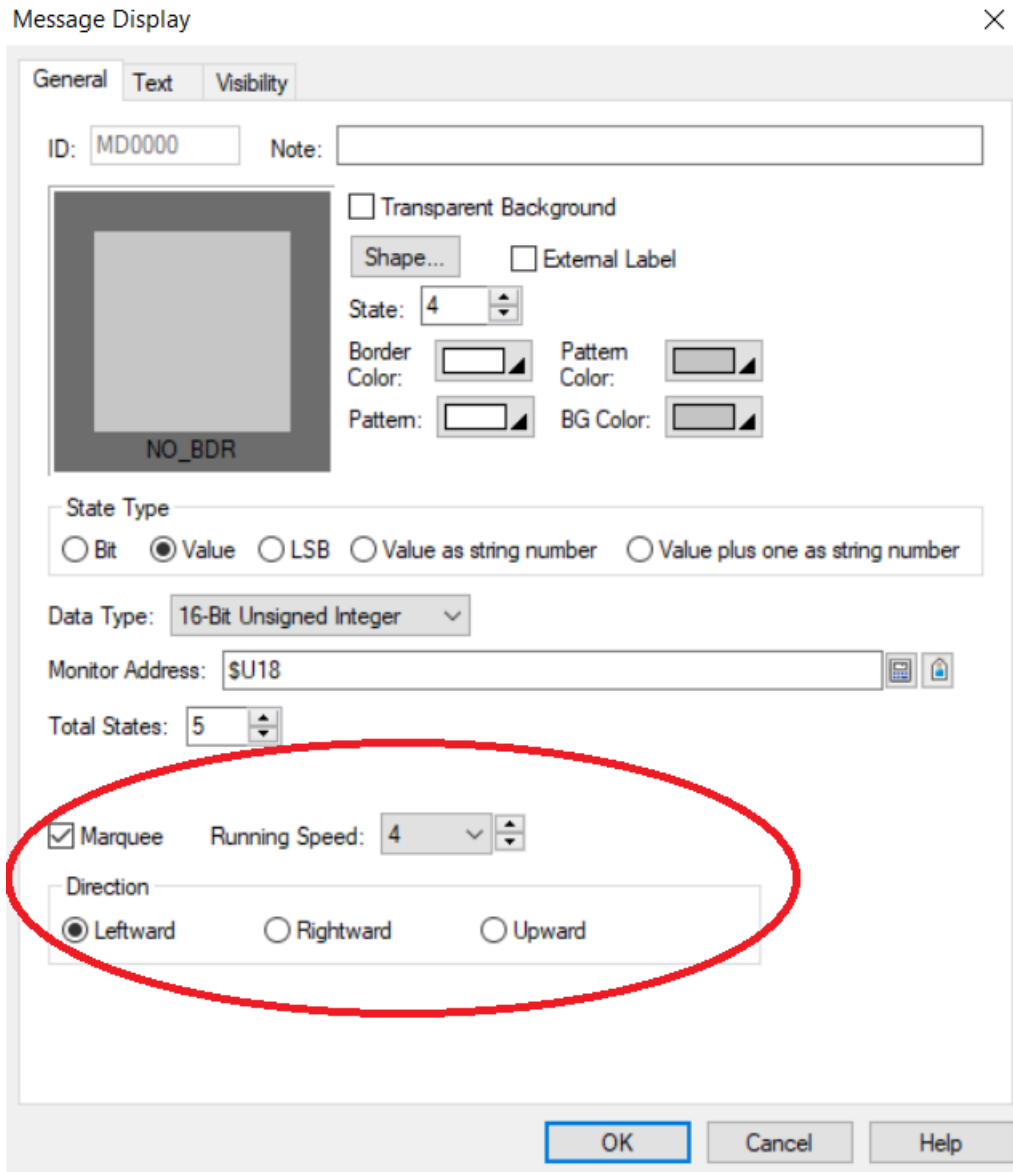 Message Display
General Text Visibility
ID: MD0000 Note:
Transparent Background
Shape... External Label
State: 4
Border Color: Pattern Color:
Pattern: BG Color:
NO_BDR
State Type
Bit Value LSB Value as string number Value plus one as string number
Data Type: 16-Bit Unsigned Integer
Monitor Address: $U18
Total States: 5
Marquee Running Speed: 4
Direction
Leftward Rightward Upward
OK Cancel Help